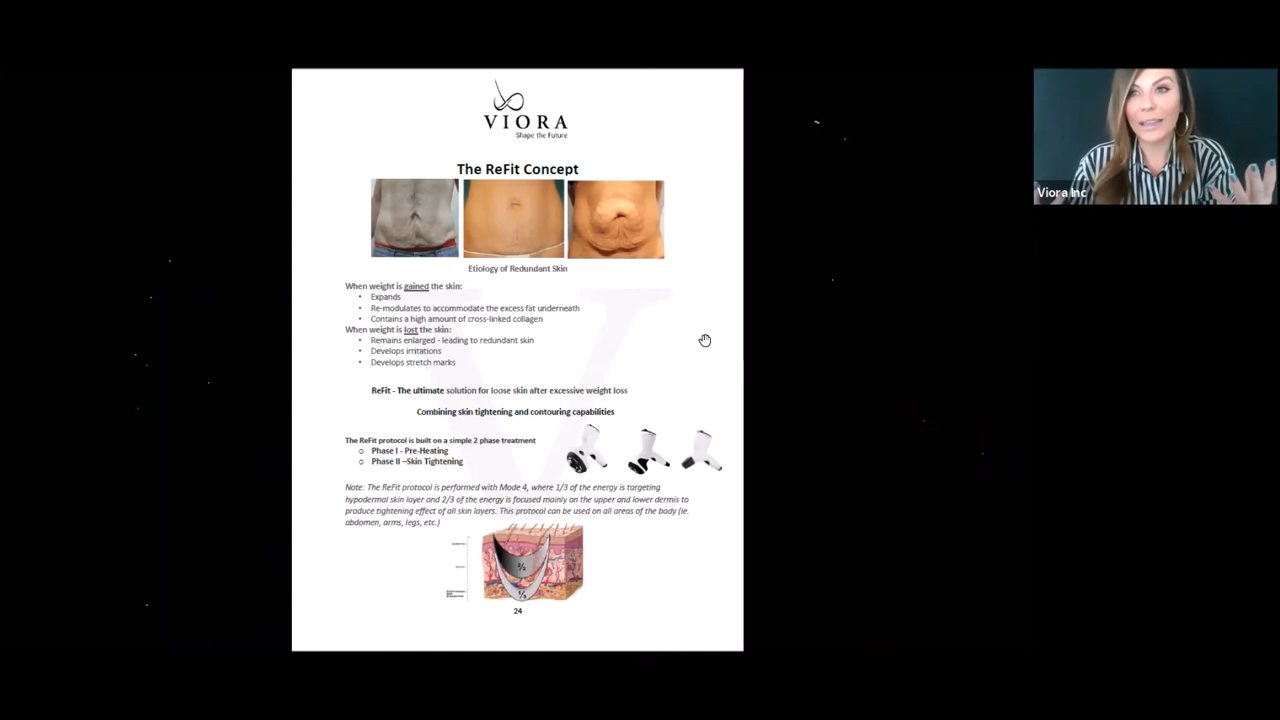 VIORA
Shape the Future
The ReFit Concept
Etiology of Redundant Skin
When weight is gained the skin:
• Expands
• Re-modulates to accommodate the excess fat underneath
• Contains a high amount of cross-linked collagen
When weight is lost the skin:
• Remains enlarged - leading to redundant skin
• Develops irritations
• Develops stretch marks
ReFit - The ultimate solution for loose skin after excessive weight loss
Combining skin tightening and contouring capabilities
The ReFit protocol is built on a simple 2 phase treatment
o Phase I - Pre-Heating
o Phase II –Skin Tightening
Note: The ReFit protocol is performed with Mode 4, where 1/3 of the energy is targeting
hypodermal skin layer and 2/3 of the energy is focused mainly on the upper and lower dermis to
produce tightening effect of all skin layers. This protocol can be used on all areas of the body (ie.
abdomen, arms, legs, etc.)
2/3
1/3
24
Viora Inc